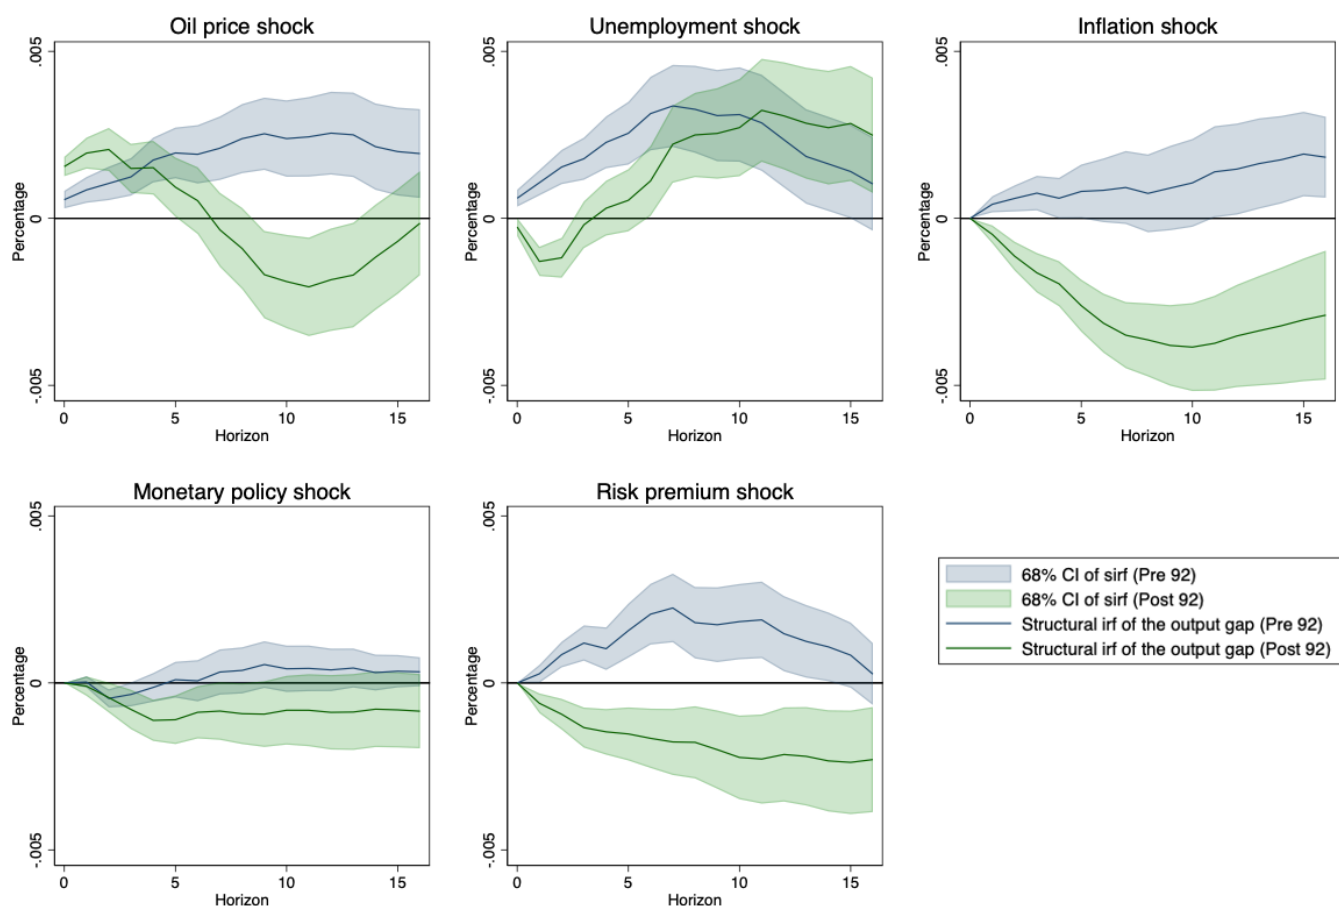 Oil price shock
.005
0
-.005
Percentage
0 5 10 15
Horizon
Unemployment shock
.005
0
-.005
Percentage
0 5 10 15
Horizon
Inflation shock
.005
0
-.005
Percentage
0 5 10 15
Horizon
Monetary policy shock
.005
0
-.005
Percentage
0 5 10 15
Horizon
Risk premium shock
.005
0
-.005
Percentage
0 5 10 15
Horizon
68% CI of sirf (Pre 92)
68% CI of sirf (Post 92)
Structural irf of the output gap (Pre 92)
Structural irf of the output gap (Post 92)